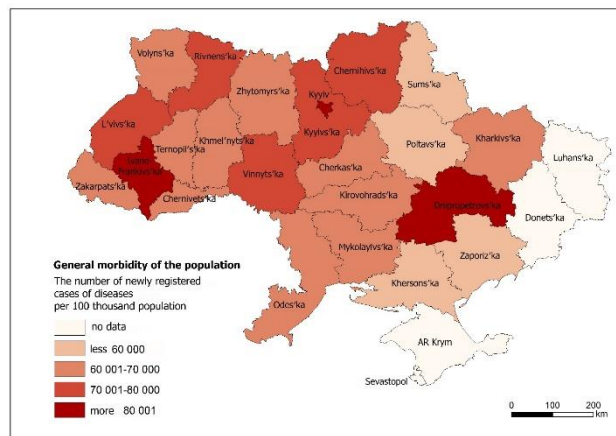 Volyns'ka
Rivnens'ka
Chernihivs'ka
Sums'ka
Zhytomyrs'ka
Kyyiv
L'vivs'ka
Kyyivs'ka
Poltavs'ka
Kharkivs'ka
Luhans'ka
Ternopil's'ka
Khmel'nyts'ka
Ivano-
Frankivs'ka
Vinnyts'ka
Cherkas'ka
Zakarpats'ka
Chernivets'ka
Kirovohrads'ka
Dnipropetrovs'ka
Donets'ka
Mykolayivs'ka
Zaporiz'ka
Odes'ka
Khersons'ka
AR Krym
Sevastopol
General morbidity of the population
The number of newly registered
cases of diseases
per 100 thousand population
no data
less 60 000
60 001-70 000
70 001-80 000
more 80 001
0 100 200
km